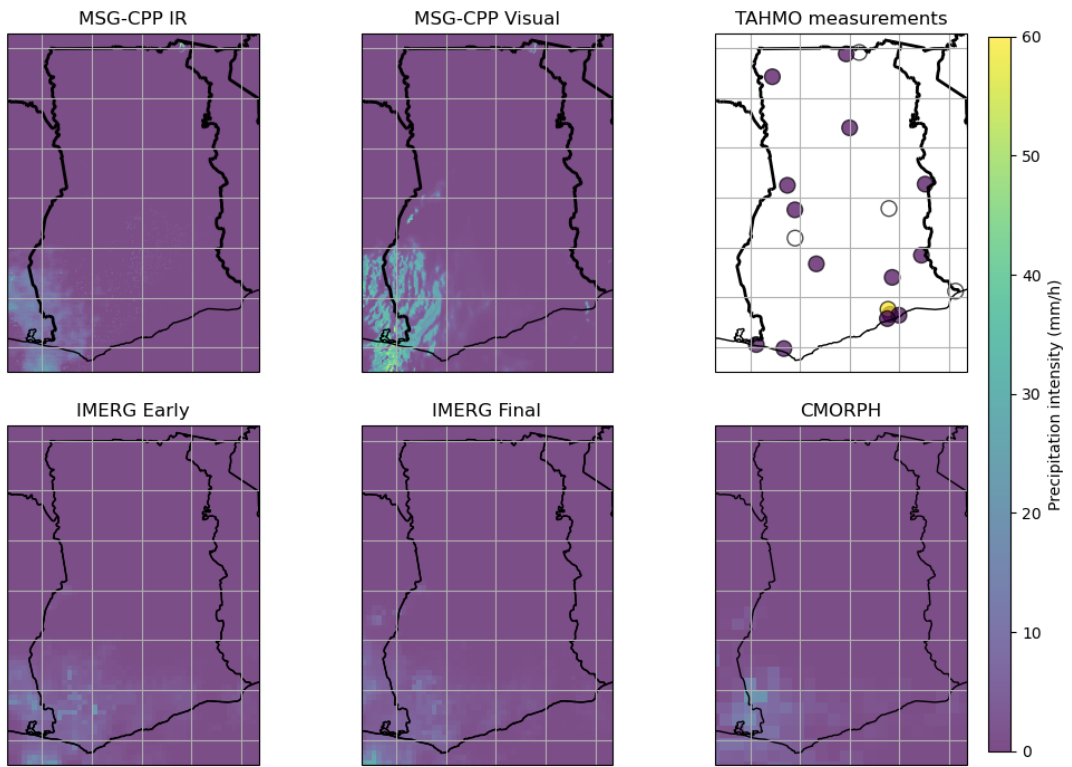 MSG-CPP IR
MSG-CPP Visual
TAHMO measurements
60
50
40
30
20
10
0
Precipitation intensity (mm/h)
IMERG Early
IMERG Final
CMORPH